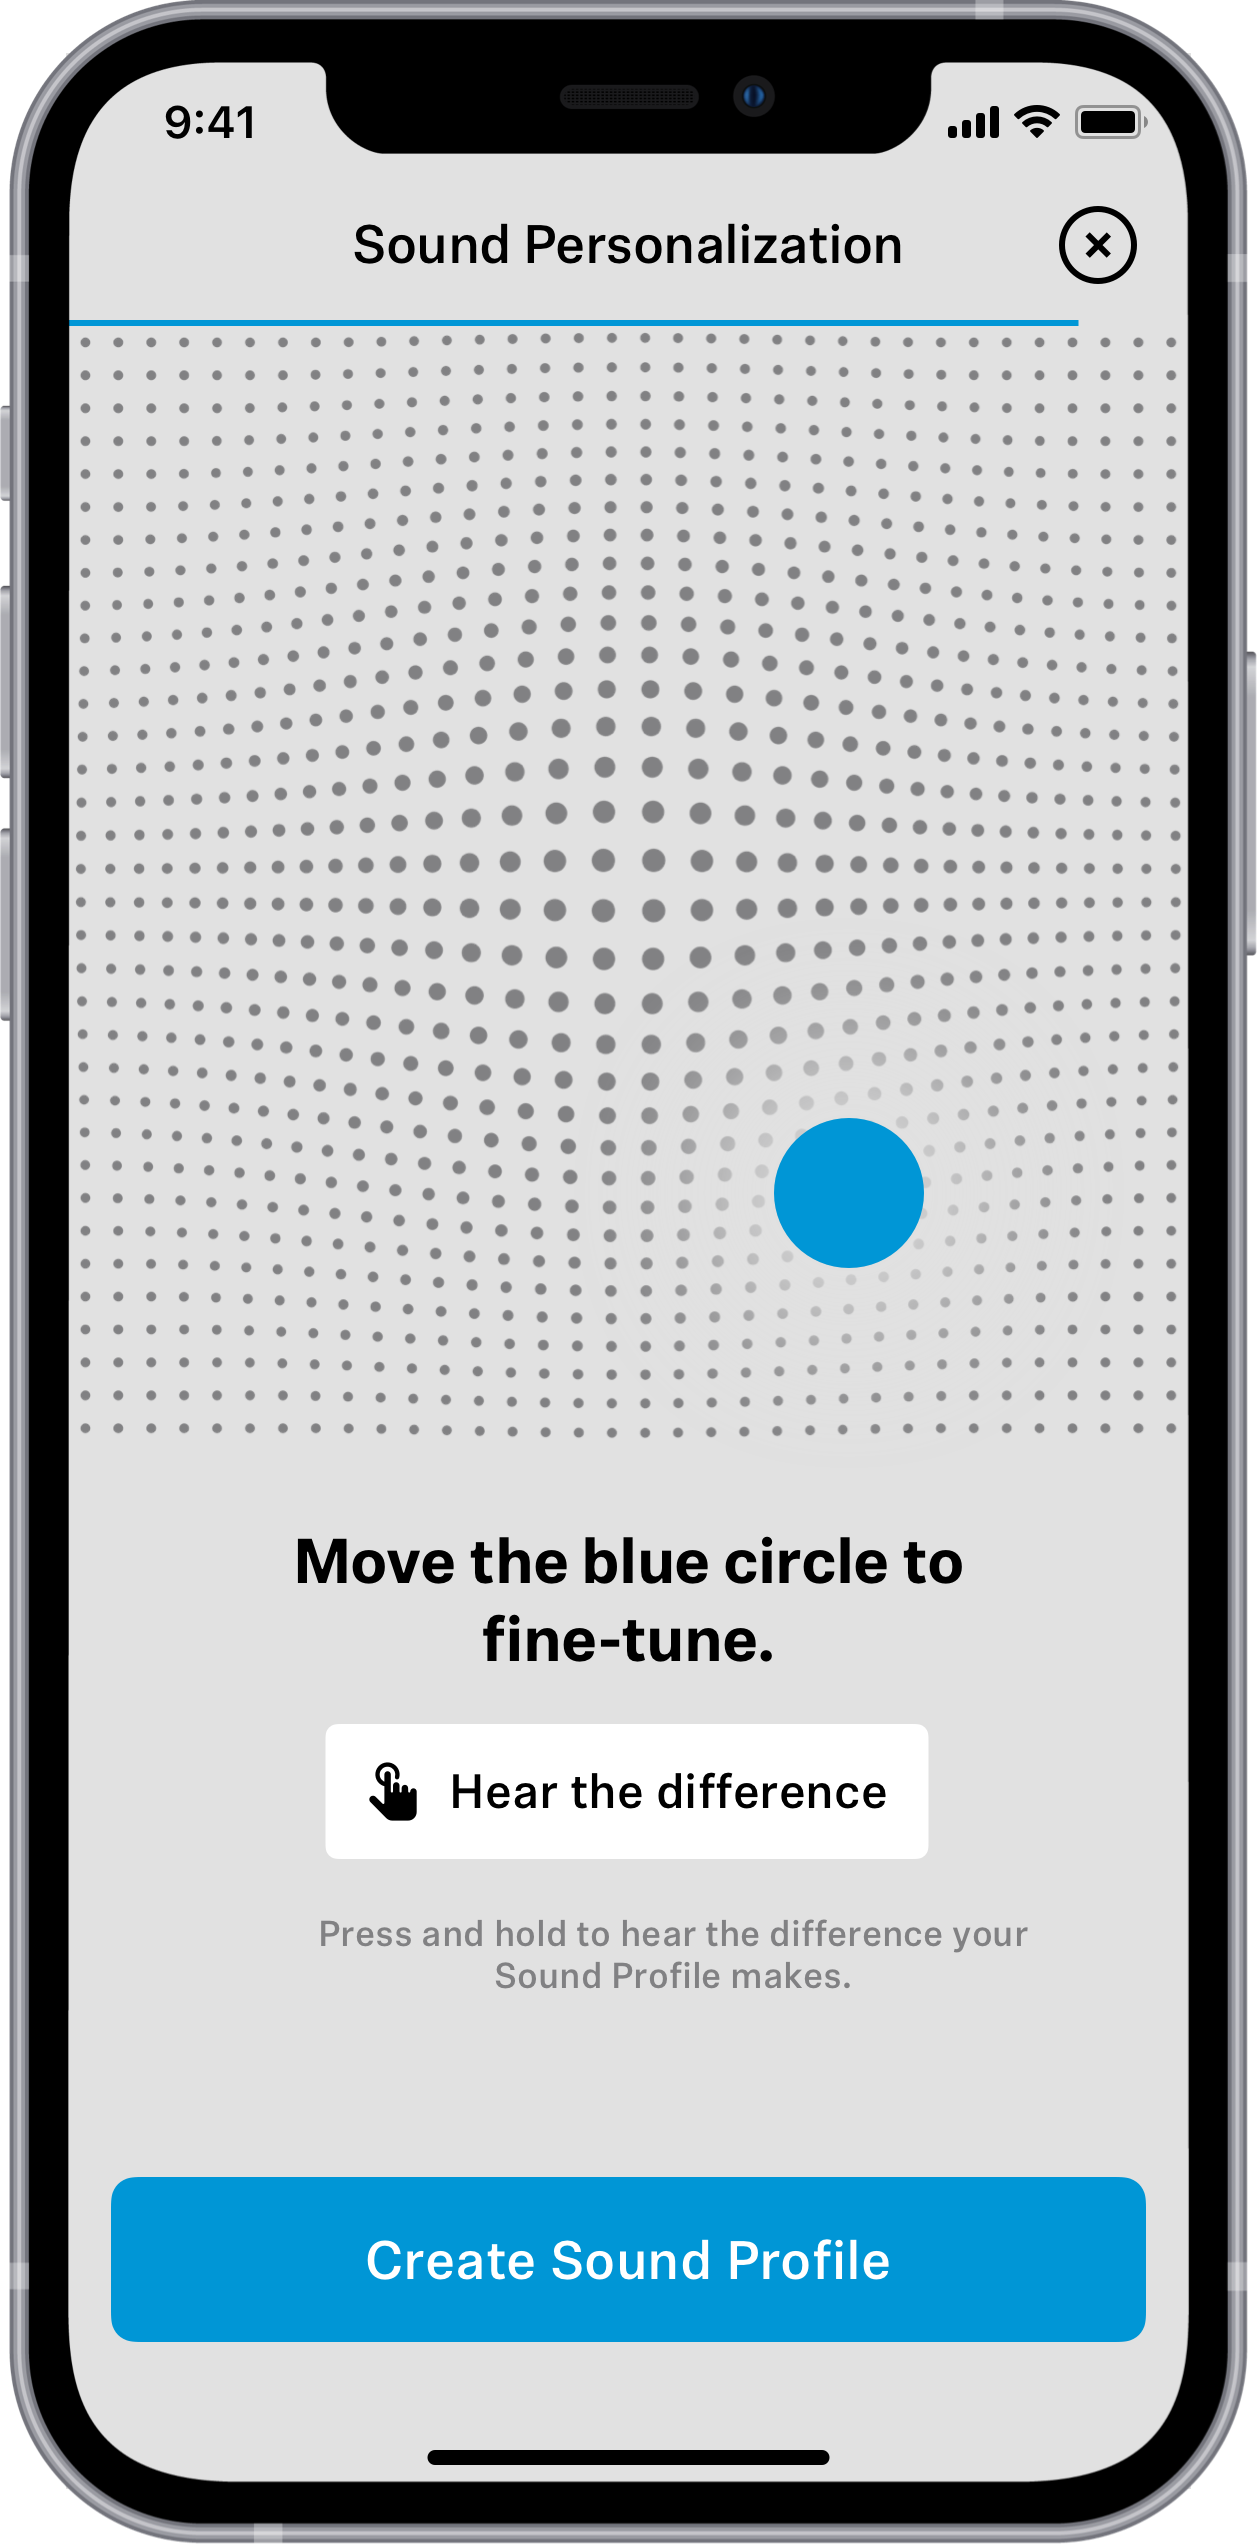 9:41
Sound Personalization
Move the blue circle to
fine-tune.
Hear the difference
Press and hold to hear the difference your
Sound Profile makes.
Create Sound Profile